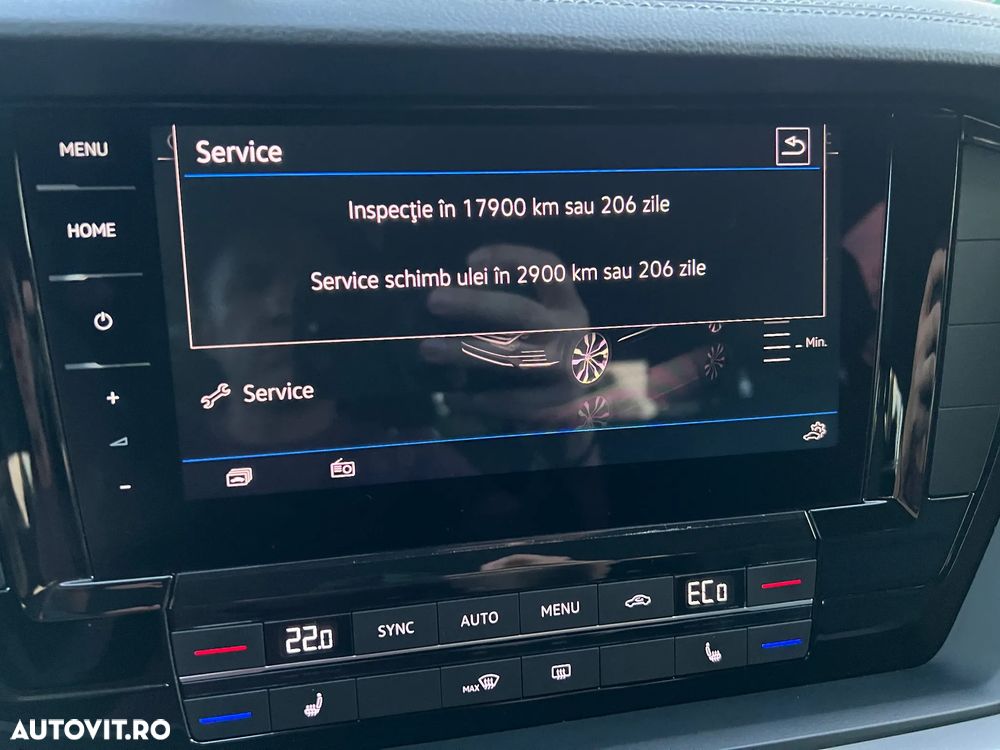 MENU
Service
Inspecţie în 17900 km sau 206 zile
HOME
Service schimb ulei în 2900 km sau 206 zile
Min.
+
Service
-
22.0
SYNC
AUTO
MENU
ECO
MAX
AUTOVIT.RO